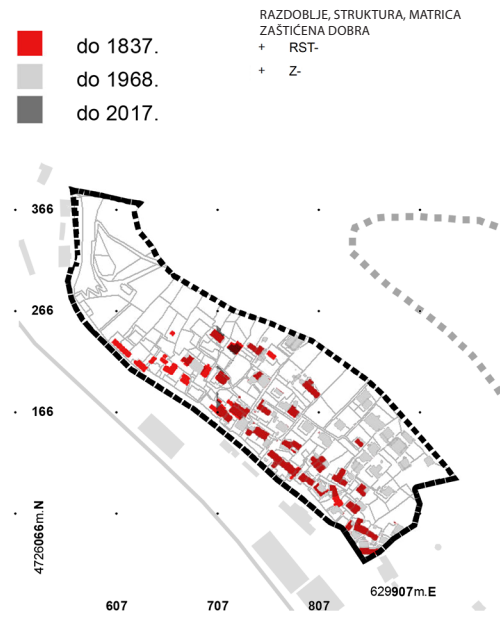 RAZDOBLJE, STRUKTURA, MATRICA
ZAŠTIĆENA DOBRA
+ RST-
+ Z-
do 1837.
do 1968.
do 2017.
366
266
166
4726066m.N
629907m.E
607 707 807